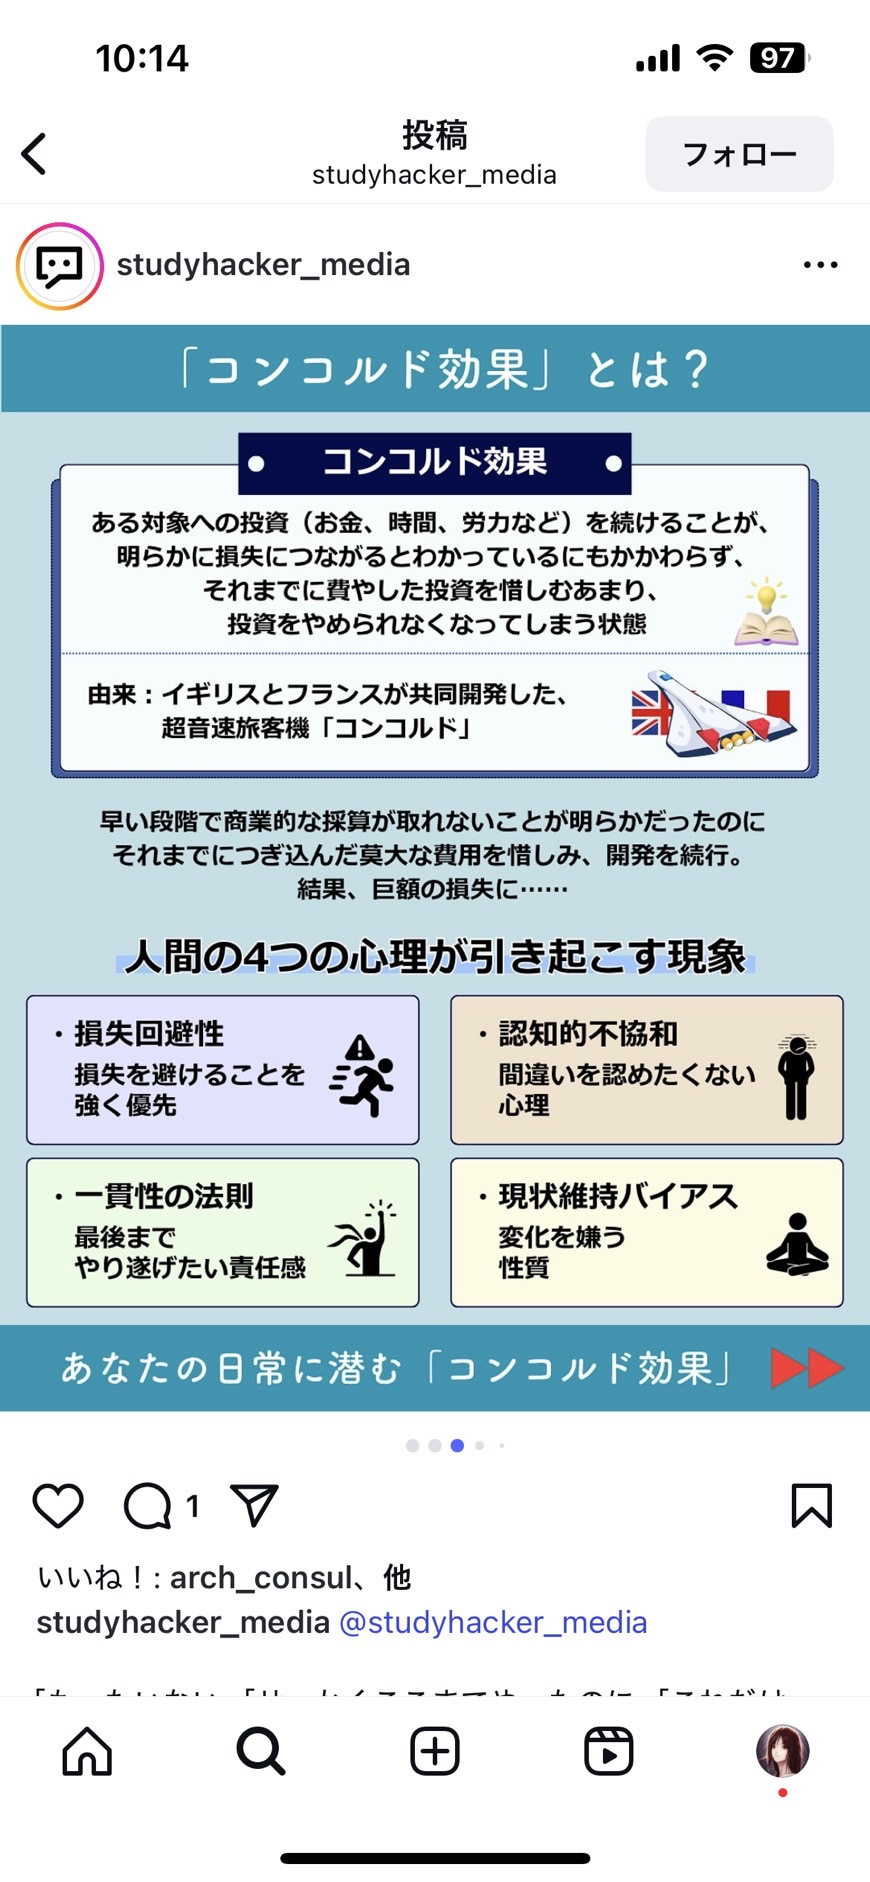 10:14
97
投稿
studyhacker_media
フォロー
studyhacker_media
「コンコルド効果」とは？
コンコルド効果
ある対象への投資（お金、時間、労力など）を続けることが、
明らかに損失につながるとわかっているにもかかわらず、
それまでに費やした投資を惜しむあまり、
投資をやめられなくなってしまう状態
由来：イギリスとフランスが共同開発した、
超音速旅客機「コンコルド」
早い段階で商業的な採算が取れないことが明らかだったのに
それまでにつぎ込んだ莫大な費用を惜しみ、開発を続行。
結果、巨額の損失に……
人間の4つの心理が引き起こす現象
・損失回避性
損失を避けることを
強く優先
・認知的不協和
間違いを認めたくない
心理
・一貫性の法則
最後まで
やり遂げたい責任感
・現状維持バイアス
変化を嫌う
性質
あなたの日常に潜む「コンコルド効果」
1
いいね！: arch_consul、他
studyhacker_media @studyhacker_media